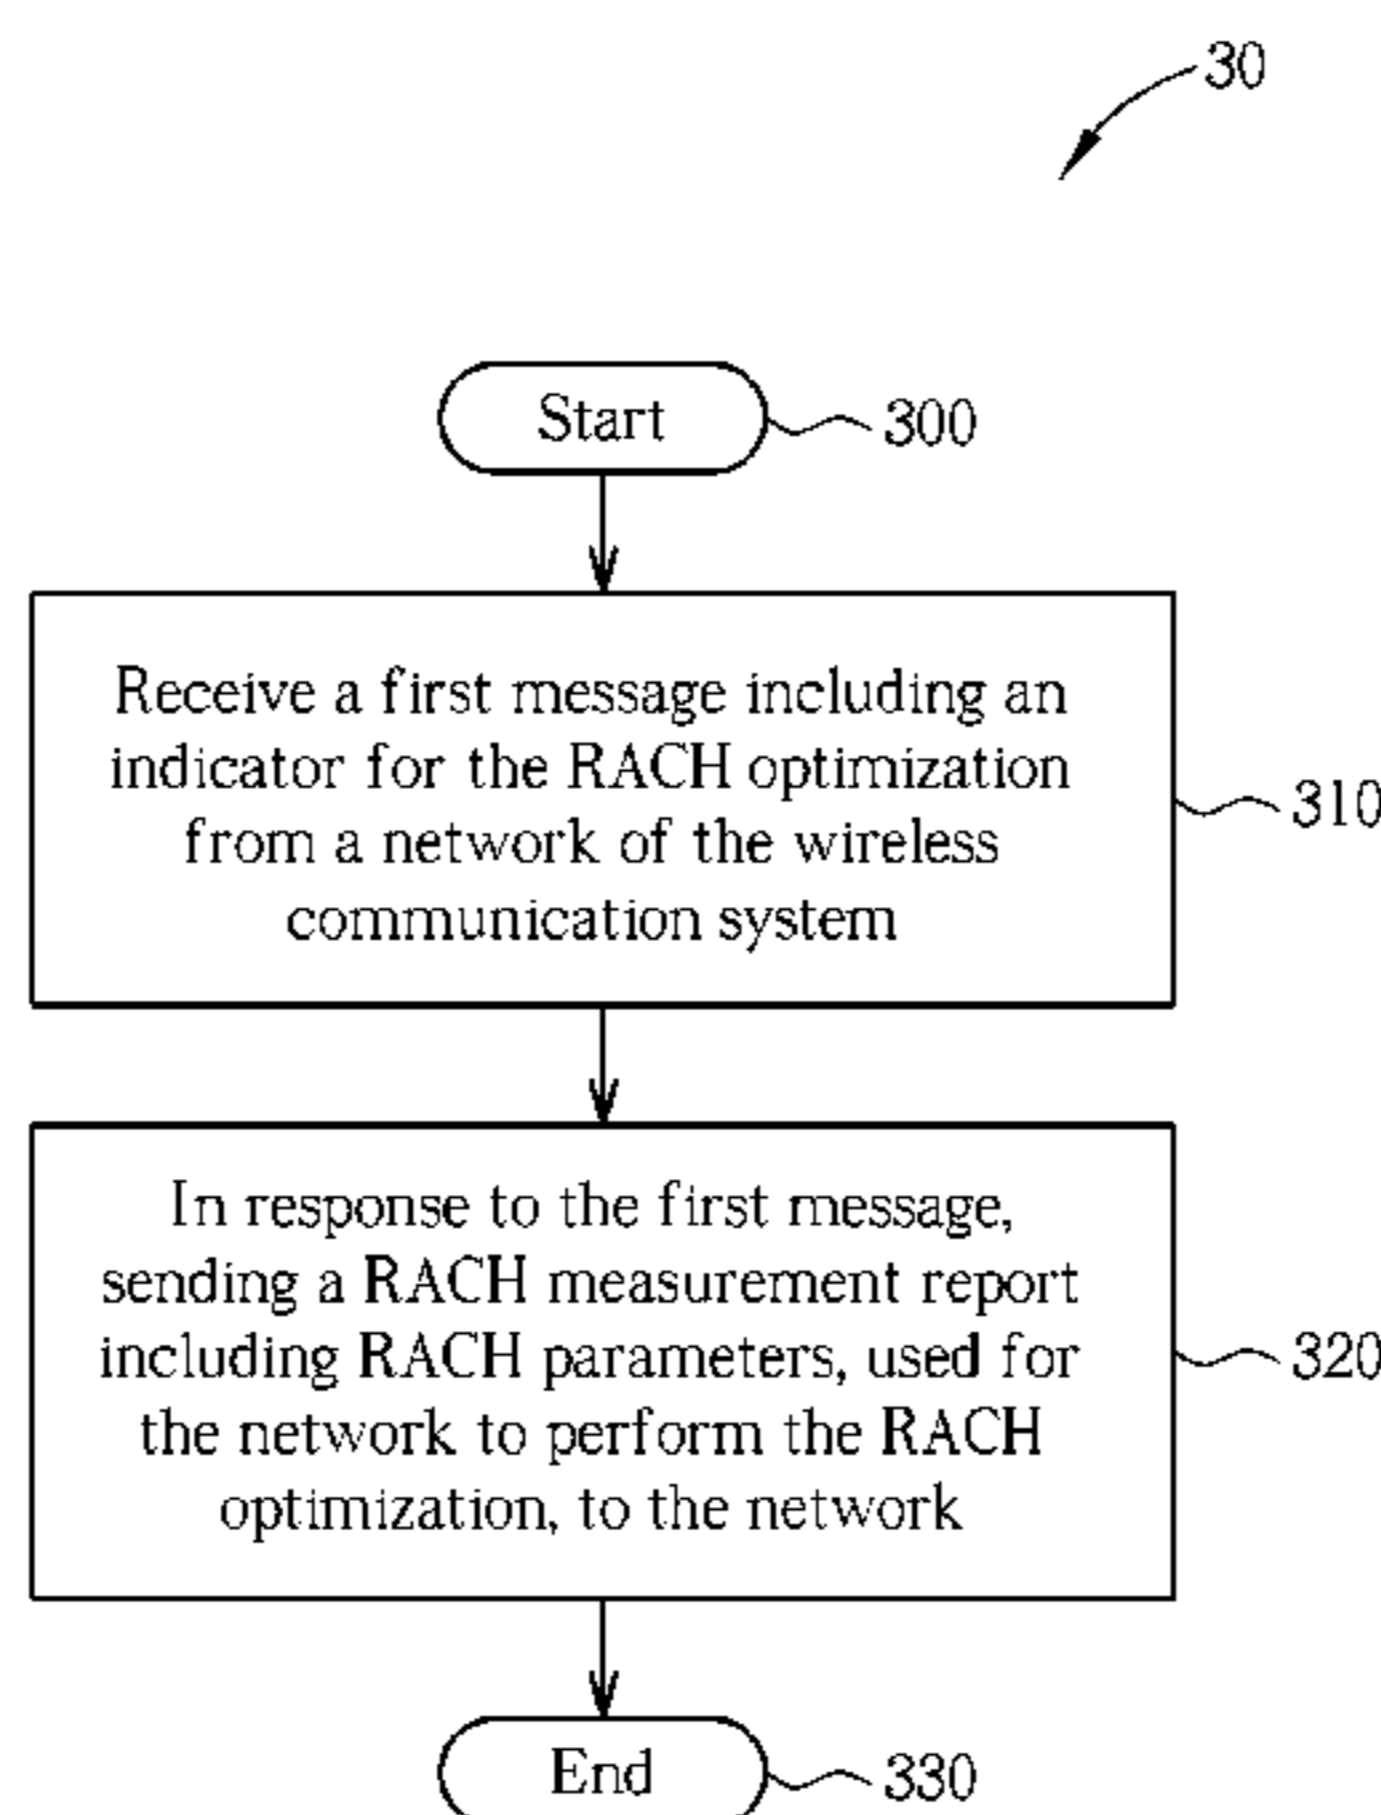 30
Start
300
Receive a first message including an
indicator for the RACH optimization
from a network of the wireless
communication system
310
In response to the first message,
sending a RACH measurement report
including RACH parameters, used for
the network to perform the RACH
optimization, to the network
320
End
330